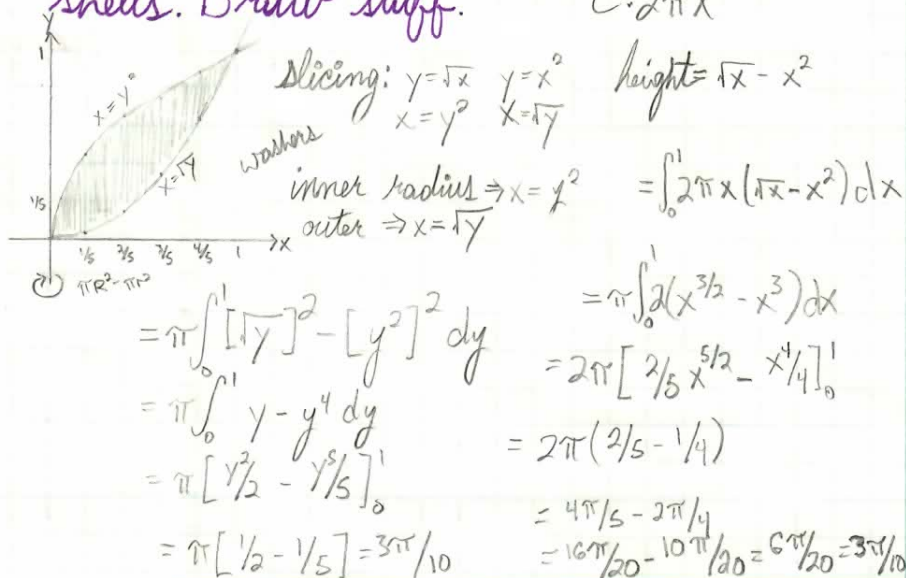 shells. Draw stuff.
C: 2πx
y
1
x = y²
x = √y
1/5
1/5 2/5 3/5 4/5 1 x
πR² - πr²
washers
slicing: y = √x y = x²
x = y² x = √y
inner radius ⇒ x = y²
outer ⇒ x = √y
= π∫₀¹ [√y]² - [y²]² dy
= π∫₀¹ y - y⁴ dy
= π[y²/2 - y⁵/5]₀¹
= π[1/2 - 1/5] = 3π/10
height = √x - x²
= ∫₀¹ 2πx(√x - x²) dx
= π∫₀¹ 2(x^3/2 - x³) dx
= 2π[2/5 x^5/2 - x⁴/4]₀¹
= 2π(2/5 - 1/4)
= 4π/5 - 2π/4
= 16π/20 - 10π/20 = 6π/20 = 3π/10